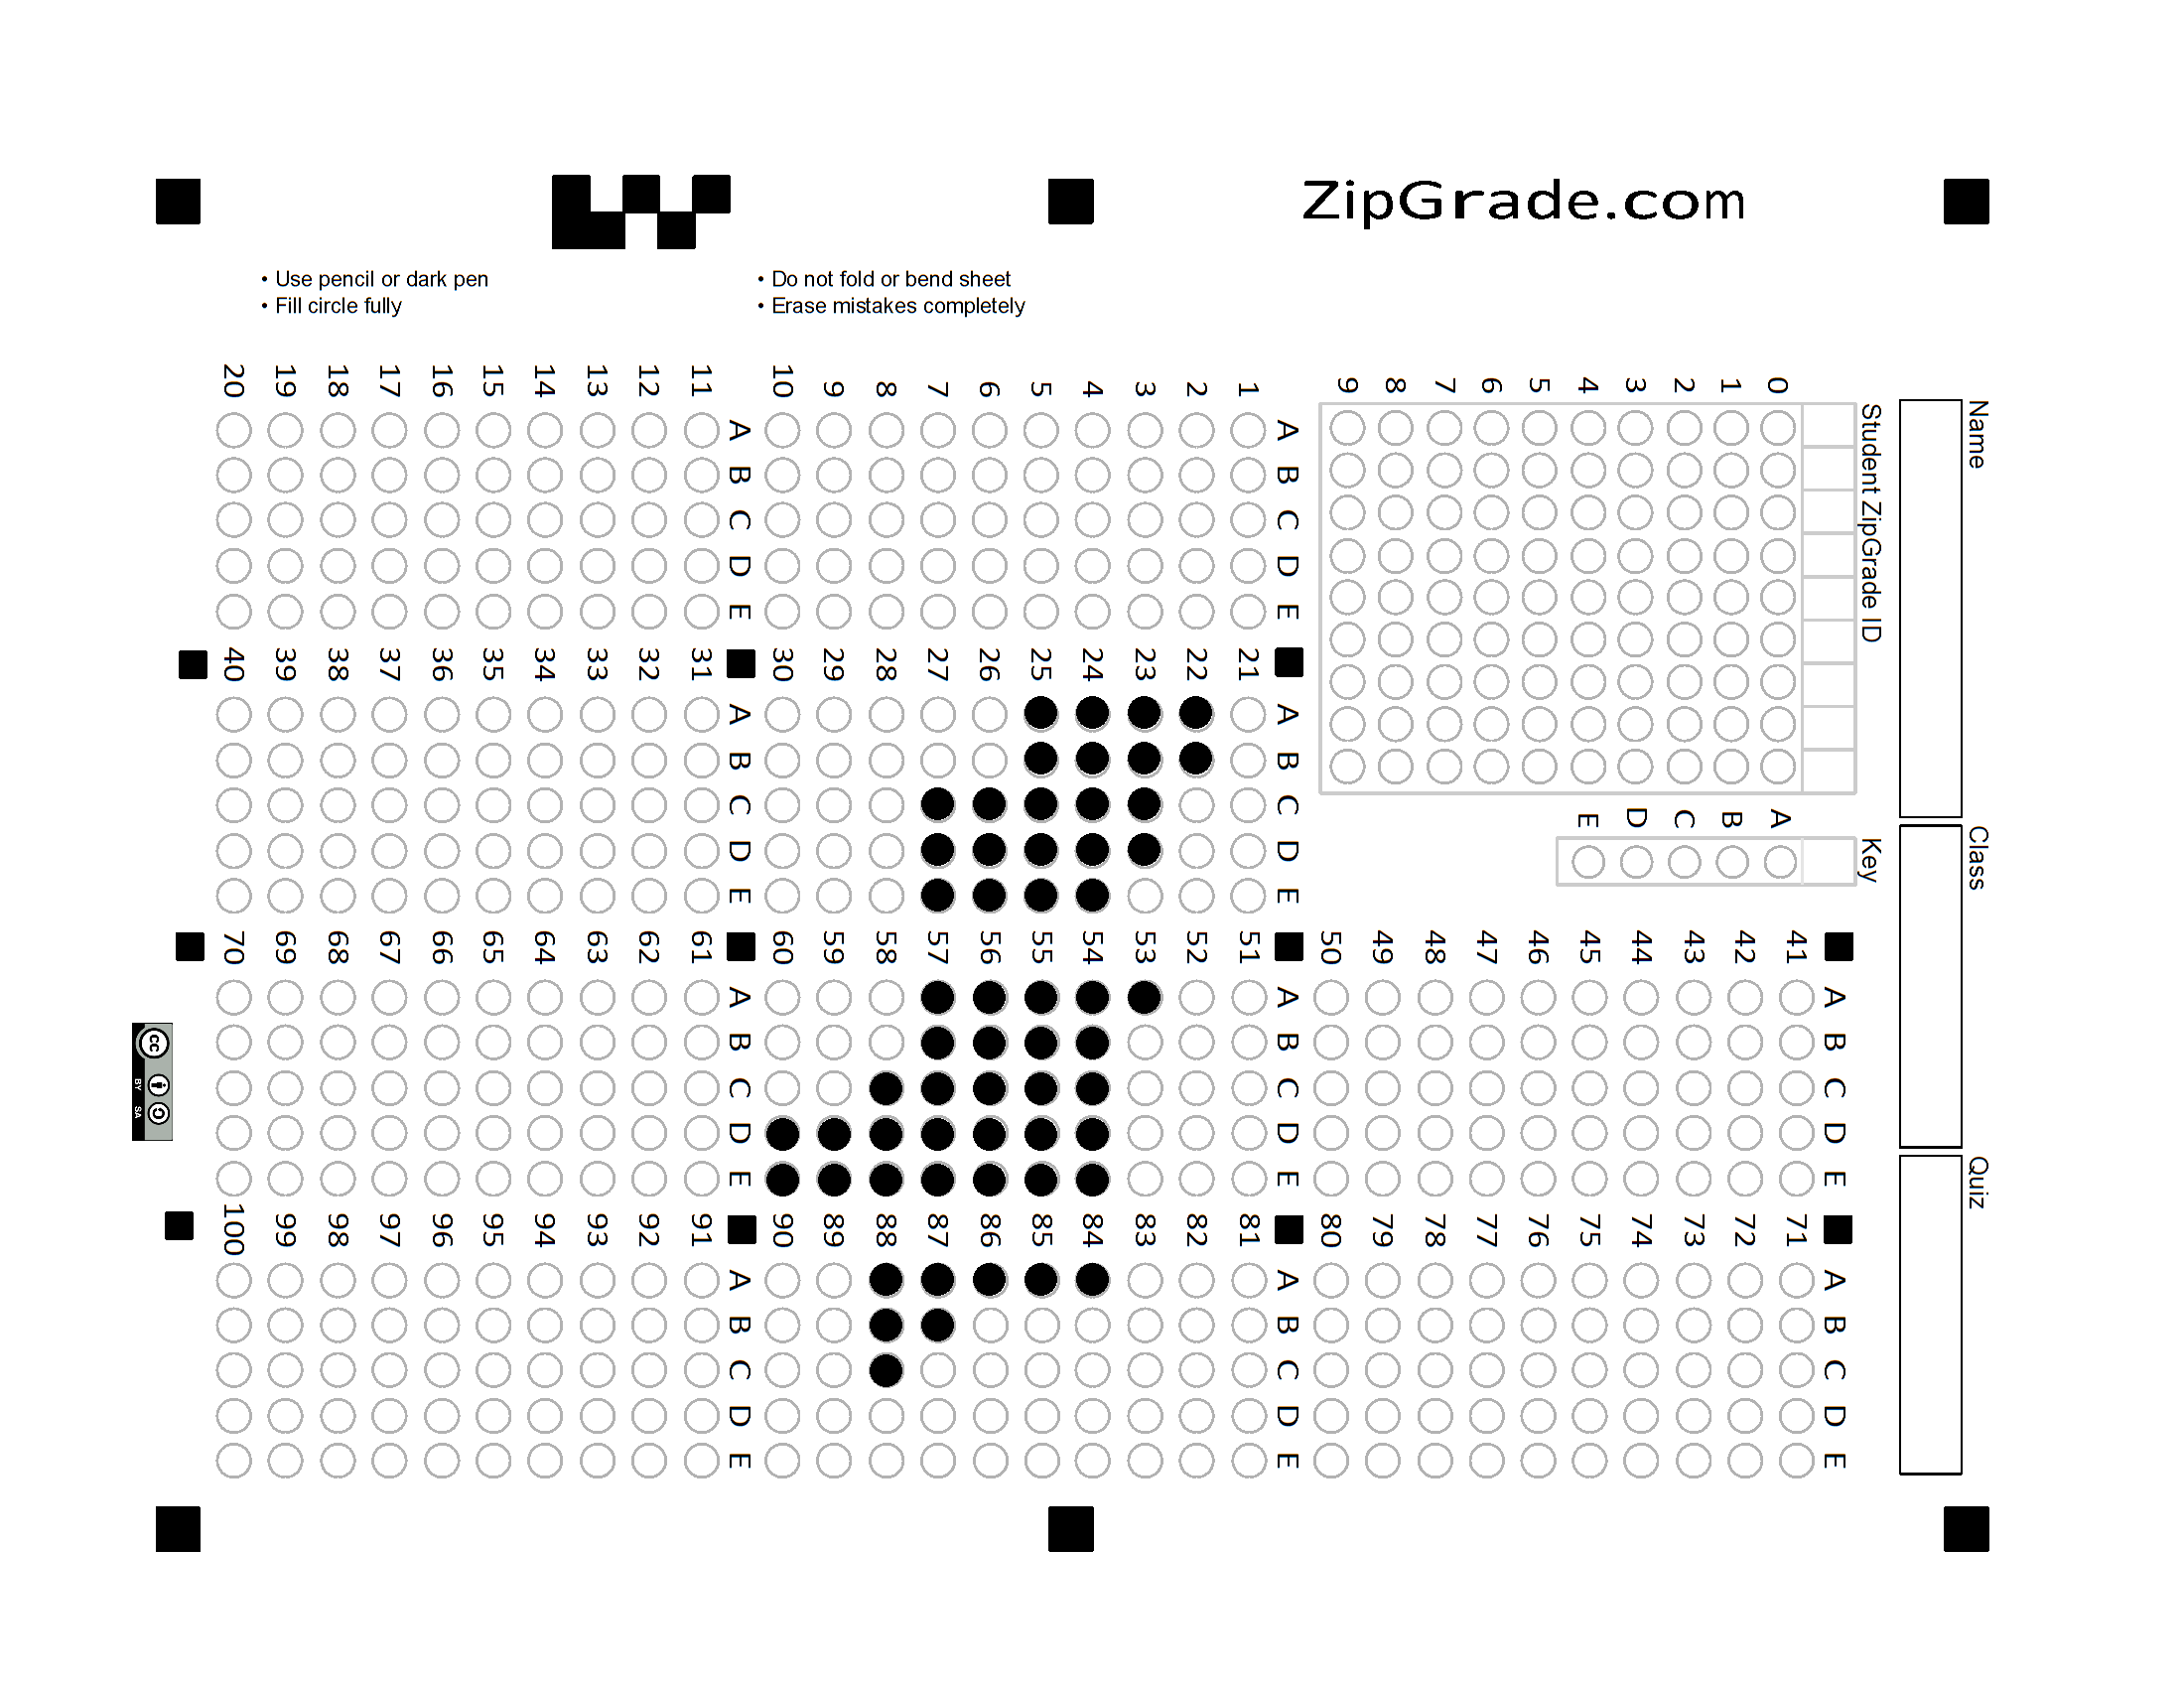 ZipGrade.com
• Use pencil or dark pen
• Fill circle fully
• Do not fold or bend sheet
• Erase mistakes completely
Name
Class
Quiz
Student ZipGrade ID
0 1 2 3 4 5 6 7 8 9
Key
A B C D E
1 2 3 4 5 6 7 8 9 10
A B C D E
11 12 13 14 15 16 17 18 19 20
A B C D E
21 22 23 24 25 26 27 28 29 30
A B C D E
31 32 33 34 35 36 37 38 39 40
A B C D E
41 42 43 44 45 46 47 48 49 50
A B C D E
51 52 53 54 55 56 57 58 59 60
A B C D E
61 62 63 64 65 66 67 68 69 70
A B C D E
71 72 73 74 75 76 77 78 79 80
A B C D E
81 82 83 84 85 86 87 88 89 90
A B C D E
91 92 93 94 95 96 97 98 99 100
A B C D E
cc BY SA